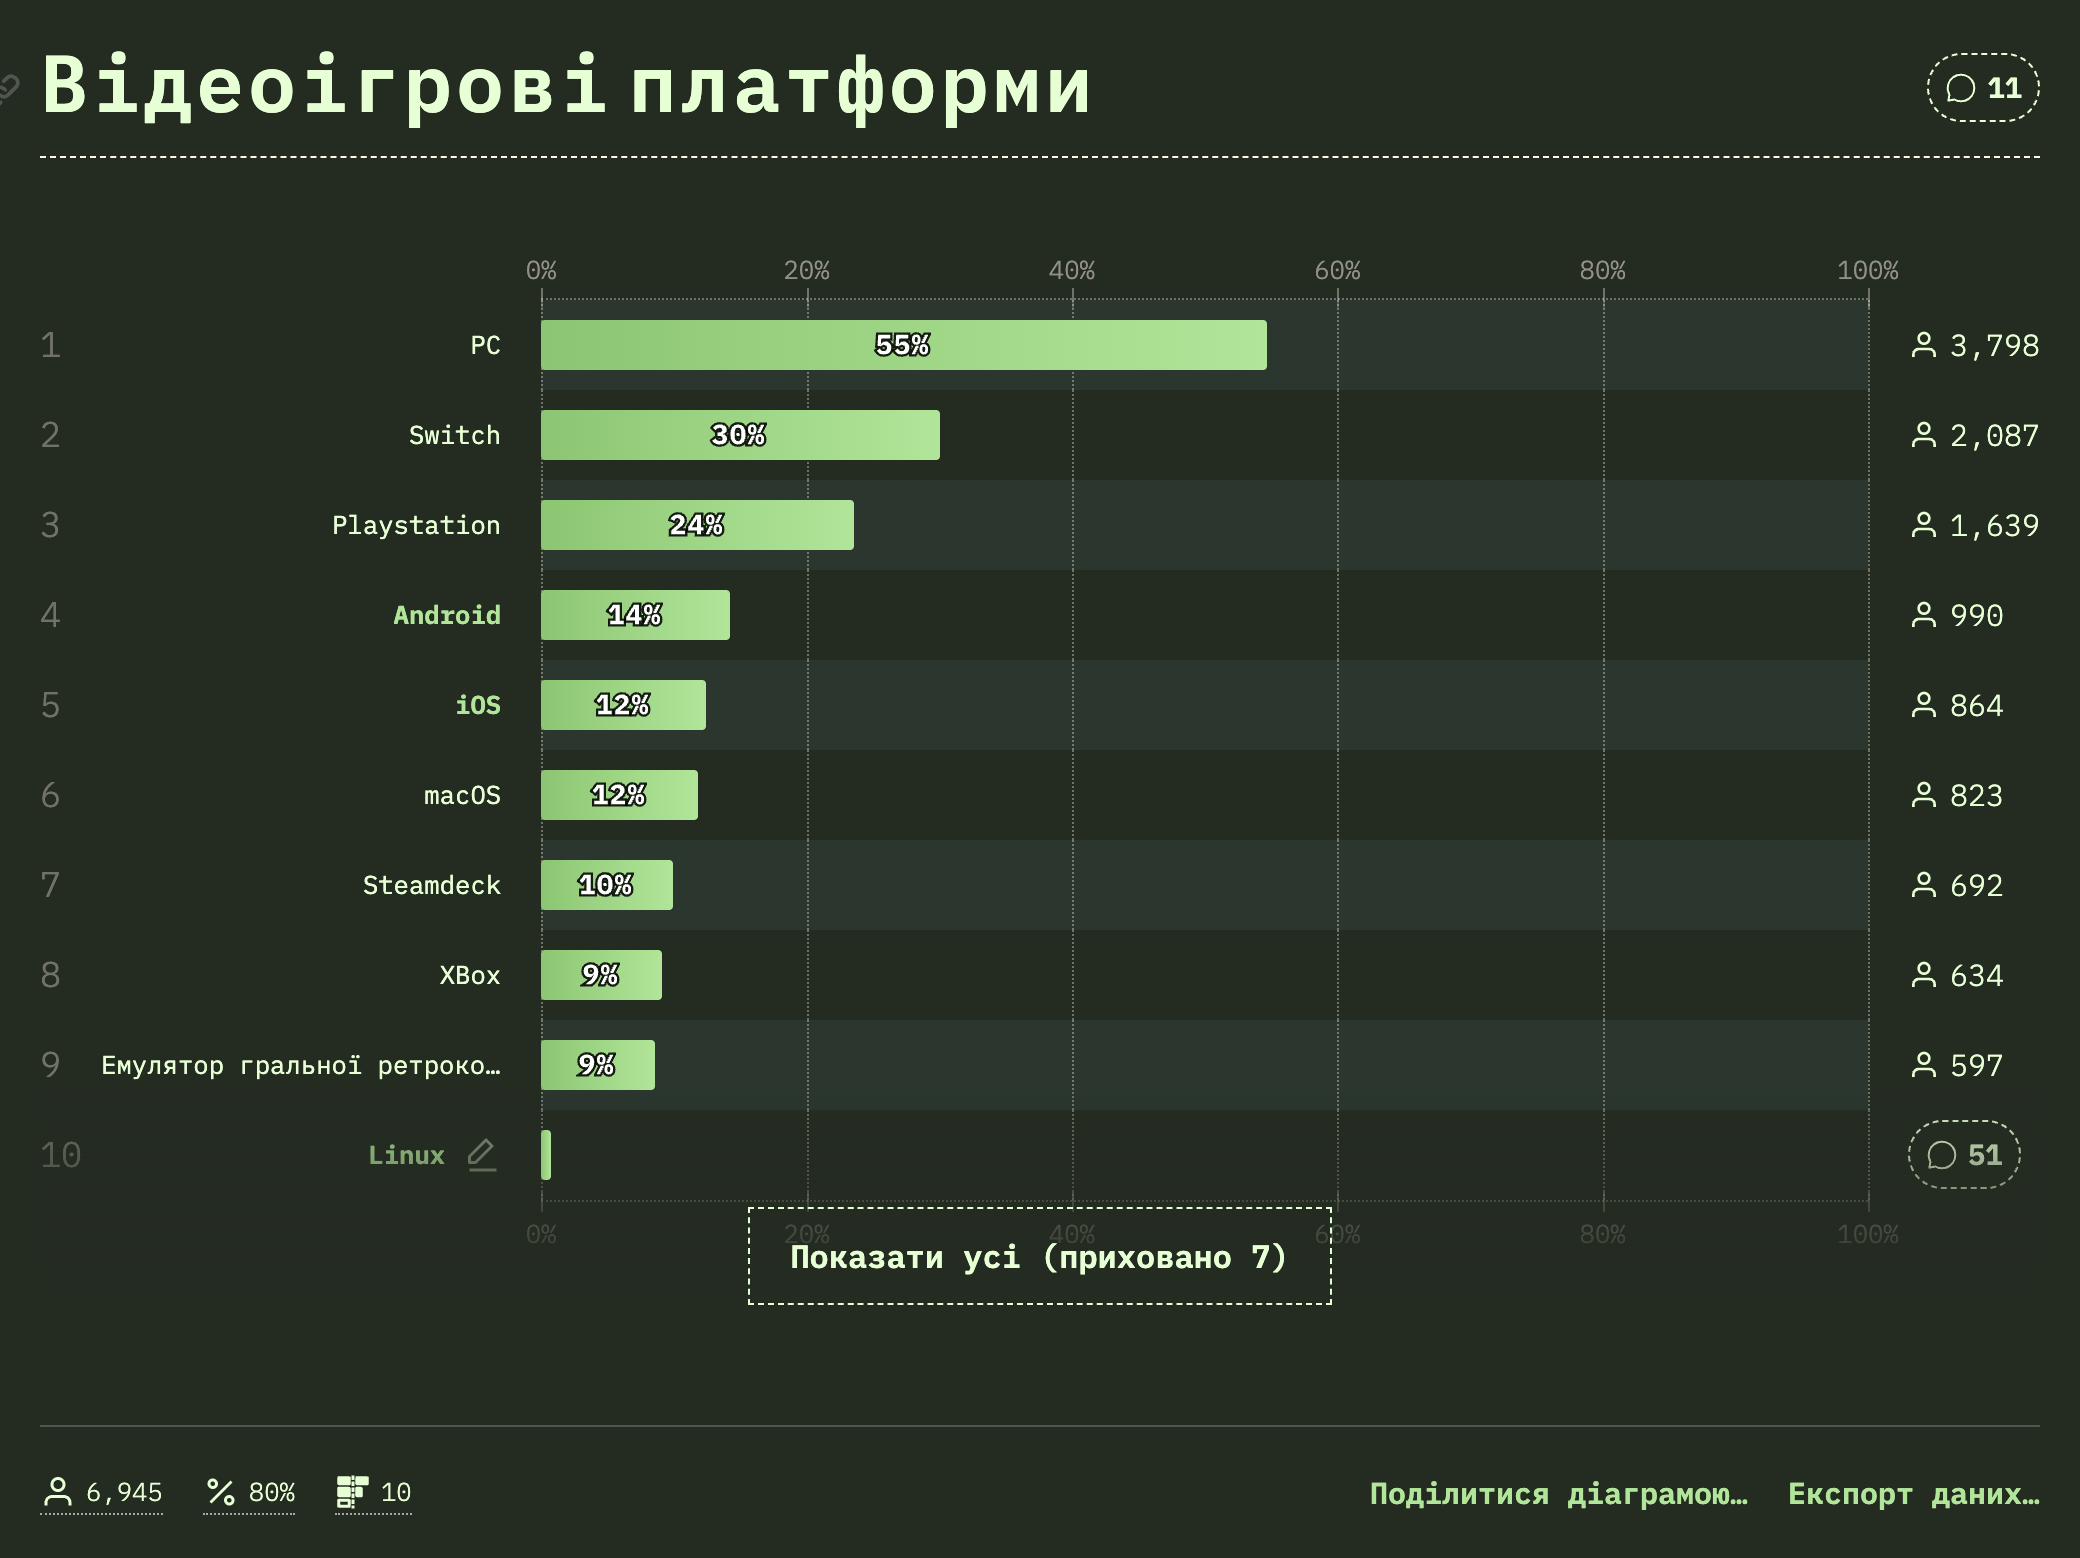 Відеоігрові платформи
11
0% 20% 40% 60% 80% 100%
1 PC 55% 3,798
2 Switch 30% 2,087
3 Playstation 24% 1,639
4 Android 14% 990
5 iOS 12% 864
6 macOS 12% 823
7 Steamdeck 10% 692
8 XBox 9% 634
9 Емулятор гральної ретроко… 9% 597
10 Linux 51
0% 20% 40% 60% 80% 100%
Показати усі (приховано 7)
6,945 80% 10 Поділитися діаграмою… Експорт даних…